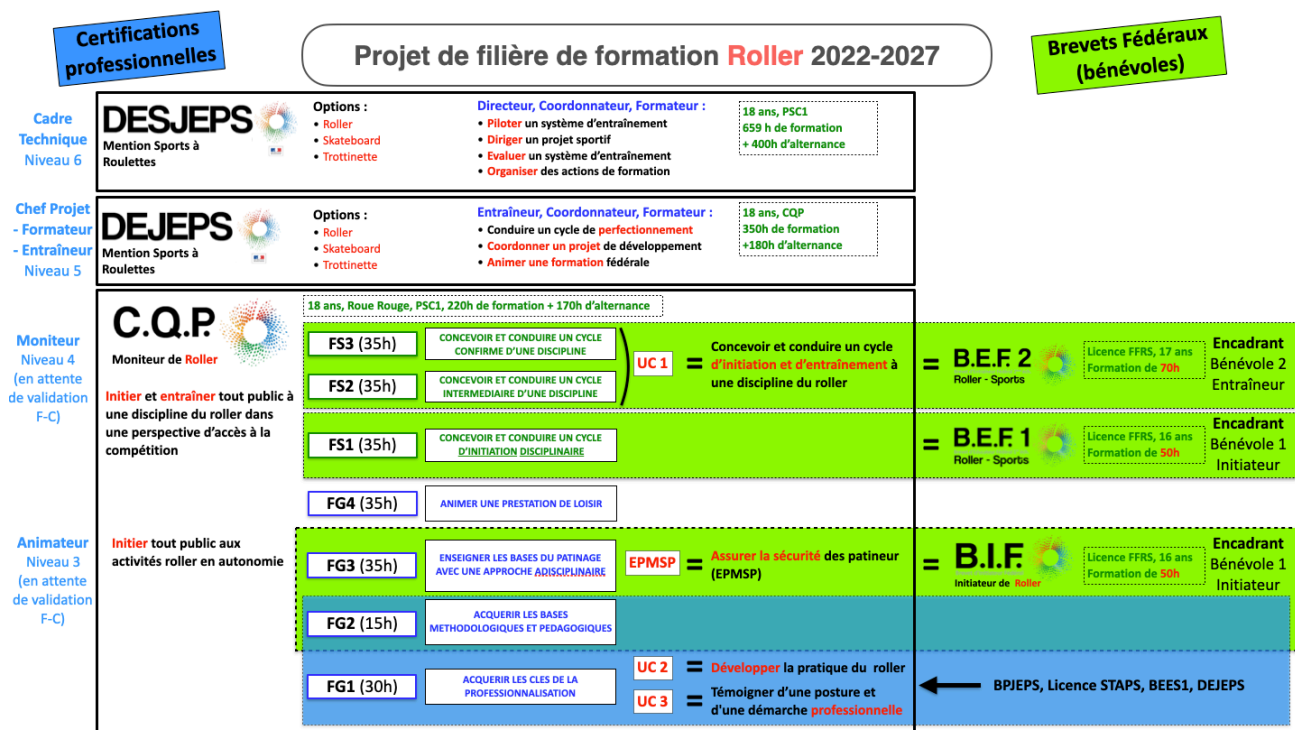 Certifications
professionnelles
Projet de filière de formation Roller 2022-2027
Brevets Fédéraux
(bénévoles)
Cadre
Technique
Niveau 6
DESJEPS
Mention Sports à
Roulettes
Options :
• Roller
• Skateboard
• Trottinette
Directeur, Coordonnateur, Formateur :
• Piloter un système d'entraînement
• Diriger un projet sportif
• Evaluer un système d'entraînement
• Organiser des actions de formation
18 ans, PSC1
659 h de formation
+ 400h d'alternance
Chef Projet
- Formateur
- Entraîneur
Niveau 5
DEJEPS
Mention Sports à
Roulettes
Options :
• Roller
• Skateboard
• Trottinette
Entraîneur, Coordonnateur, Formateur :
• Conduire un cycle de perfectionnement
• Coordonner un projet de développement
• Animer une formation fédérale
18 ans, CQP
350h de formation
+180h d'alternance
Moniteur
Niveau 4
(en attente
de validation
F-C)
C.Q.P.
Moniteur de Roller
Initier et entraîner tout public à
une discipline du roller dans
une perspective d'accès à la
compétition
18 ans, Roue Rouge, PSC1, 220h de formation + 170h d'alternance
FS3 (35h)
CONCEVOIR ET CONDUIRE UN CYCLE
CONFIRME D'UNE DISCIPLINE
FS2 (35h)
CONCEVOIR ET CONDUIRE UN CYCLE
INTERMEDIAIRE D'UNE DISCIPLINE
UC 1
=
Concevoir et conduire un cycle
d'initiation et d'entraînement à
une discipline du roller
=
B.E.F. 2
Roller - Sports
Licence FFRS, 17 ans
Formation de 70h
Encadrant
Bénévole 2
Entraîneur
FS1 (35h)
CONCEVOIR ET CONDUIRE UN CYCLE
D'INITIATION DISCIPLINAIRE
=
B.E.F. 1
Roller - Sports
Licence FFRS, 16 ans
Formation de 50h
Encadrant
Bénévole 1
Initiateur
FG4 (35h)
ANIMER UNE PRESTATION DE LOISIR
Animateur
Niveau 3
(en attente
de validation
F-C)
Initier tout public aux
activités roller en autonomie
FG3 (35h)
ENSEIGNER LES BASES DU PATINAGE
AVEC UNE APPROCHE ADISCIPLINAIRE
EPMSP
=
Assurer la sécurité des patineur
(EPMSP)
=
B.I.F.
Initiateur de Roller
Licence FFRS, 16 ans
Formation de 50h
Encadrant
Bénévole 1
Initiateur
FG2 (15h)
ACQUERIR LES BASES
METHODOLOGIQUES ET PEDAGOGIQUES
FG1 (30h)
ACQUERIR LES CLES DE LA
PROFESSIONNALISATION
UC 2
=
Développer la pratique du roller
UC 3
=
Témoigner d'une posture et
d'une démarche professionnelle
BPJEPS, Licence STAPS, BEES1, DEJEPS